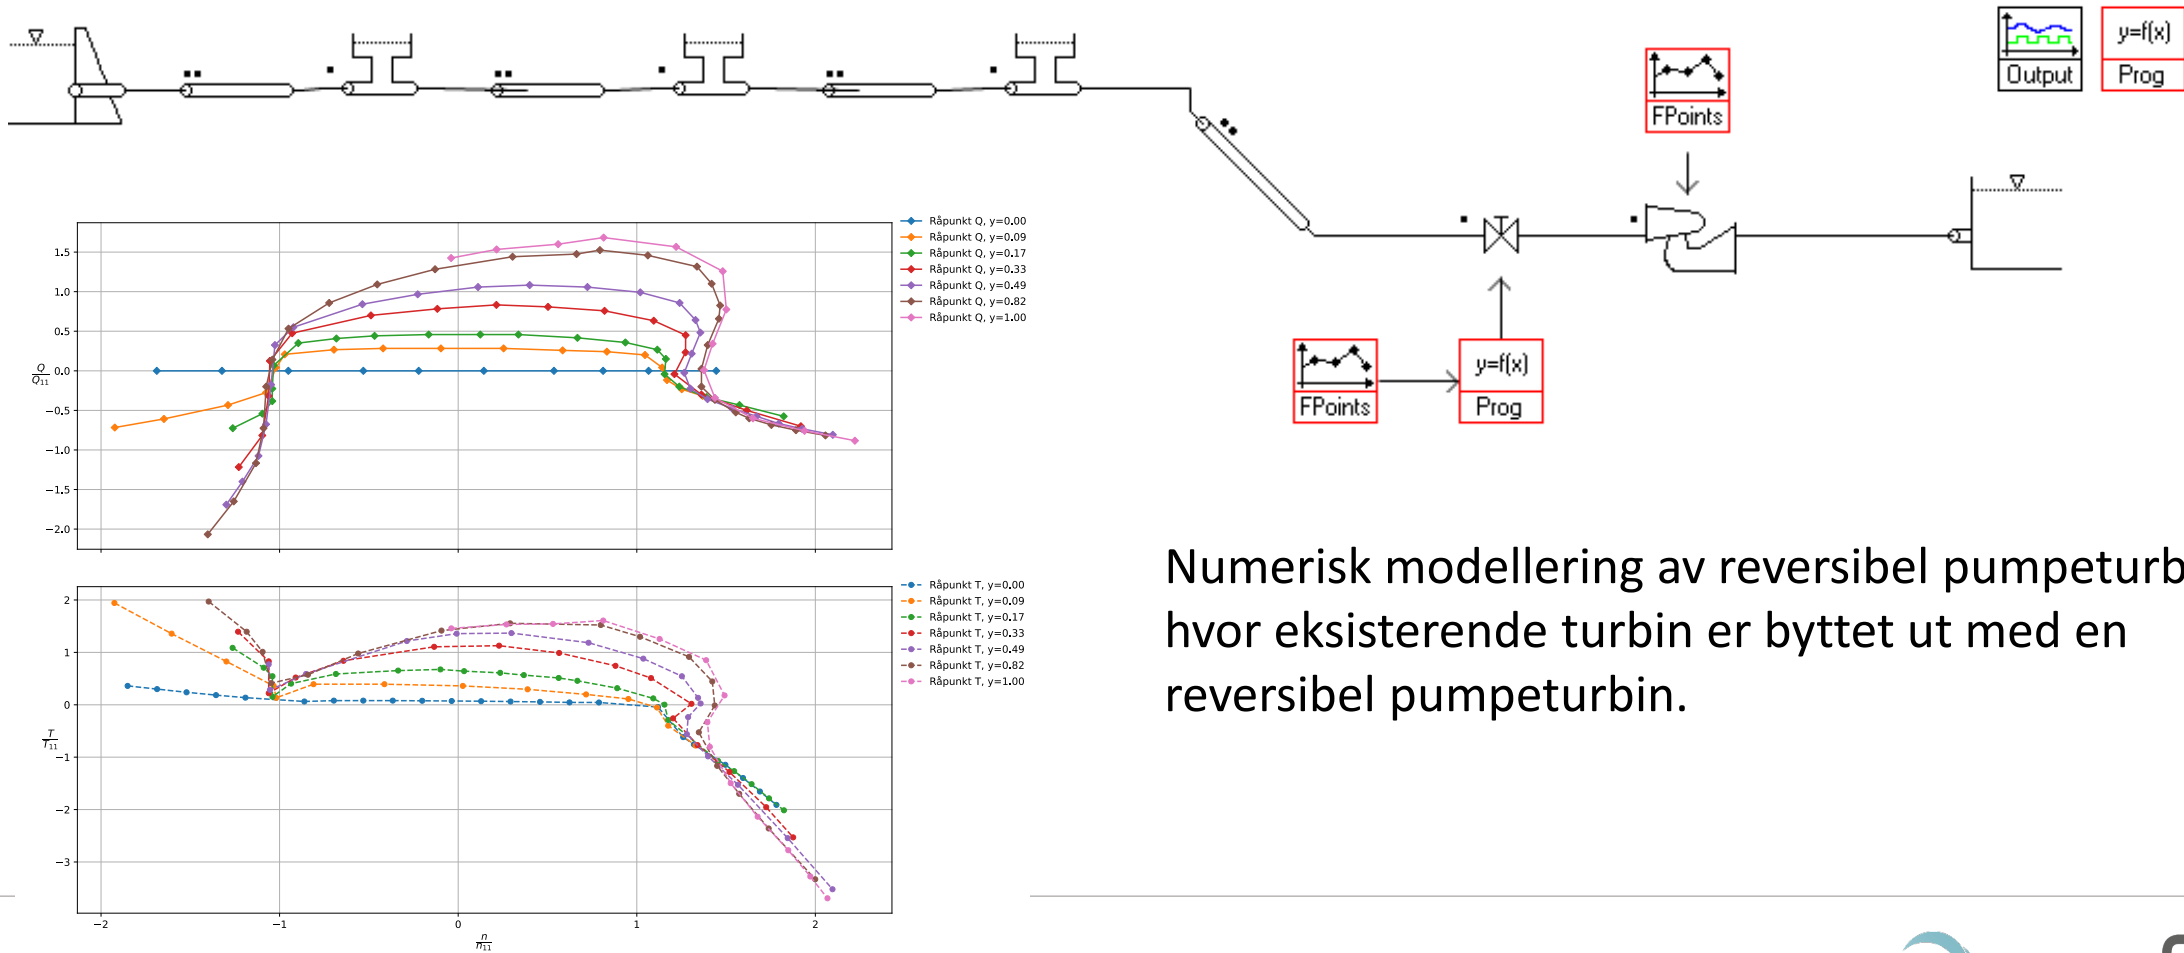 Output
y=f(x)
Prog
FPoints
y=f(x)
FPoints
Prog
Råpunkt Q, y=0.00
Råpunkt Q, y=0.09
Råpunkt Q, y=0.17
Råpunkt Q, y=0.33
Råpunkt Q, y=0.49
Råpunkt Q, y=0.82
Råpunkt Q, y=1.00
1.5
1.0
0.5
0.0
−0.5
−1.0
−1.5
−2.0
Q
Q11
Råpunkt T, y=0.00
Råpunkt T, y=0.09
Råpunkt T, y=0.17
Råpunkt T, y=0.33
Råpunkt T, y=0.49
Råpunkt T, y=0.82
Råpunkt T, y=1.00
2
1
0
−1
−2
−3
T
T11
−2 −1 0 1 2
n
n11
Numerisk modellering av reversibel pumpeturb
hvor eksisterende turbin er byttet ut med en
reversibel pumpeturbin.